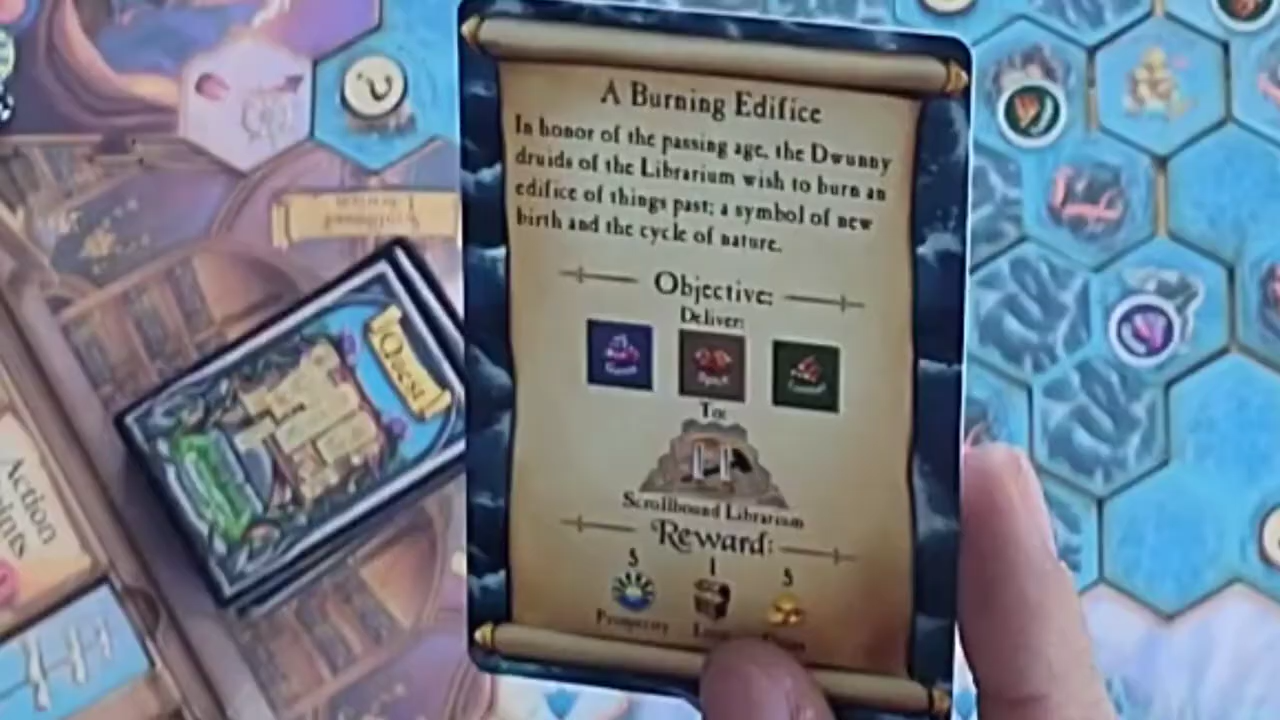 A Burning Edifice
In honor of the passing age, the Dwunny
druids of the Librarium wish to burn an
edifice of things past; a symbol of new
birth and the cycle of nature.
Objective:
Deliver:
To:
Scrollbound Librarium
Reward:
5 1 5
Prosperity
Quest
Action
Points